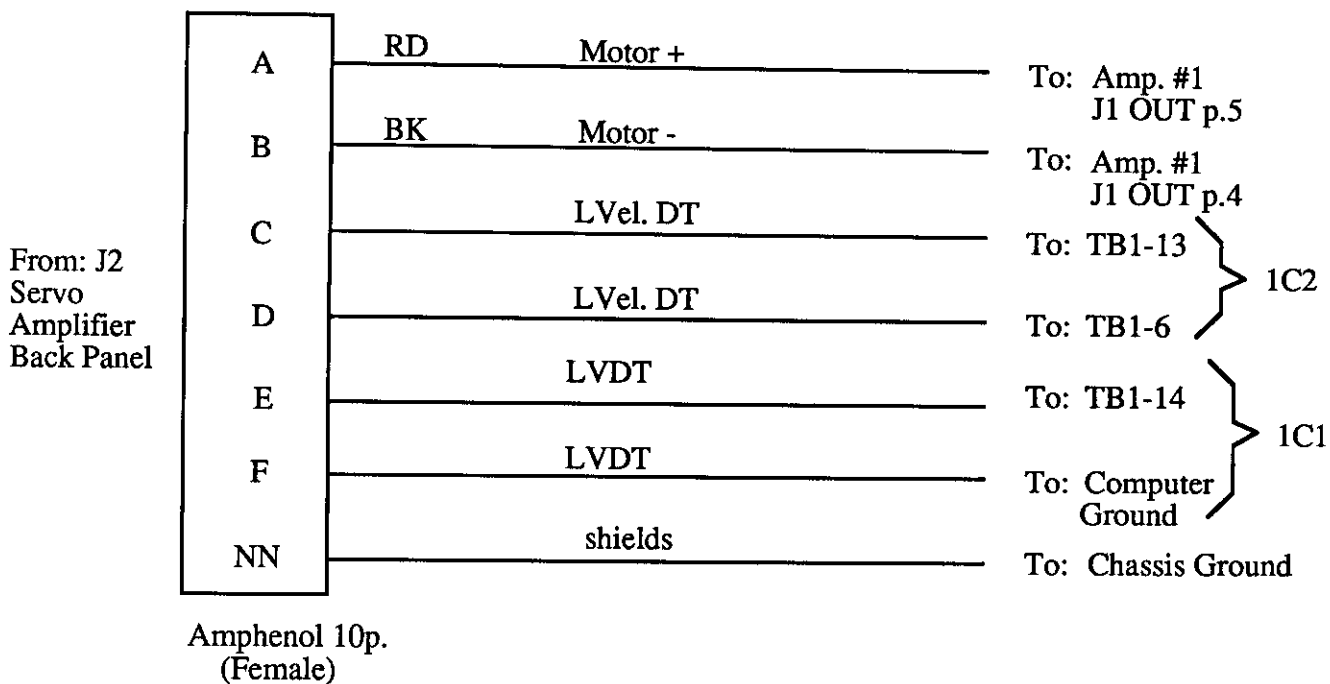 From: J2
Servo
Amplifier
Back Panel
A RD Motor + To: Amp. #1
J1 OUT p.5
B BK Motor - To: Amp. #1
J1 OUT p.4
C LVel. DT To: TB1-13
1C2
D LVel. DT To: TB1-6
E LVDT To: TB1-14
1C1
F LVDT To: Computer
Ground
NN shields To: Chassis Ground
Amphenol 10p.
(Female)